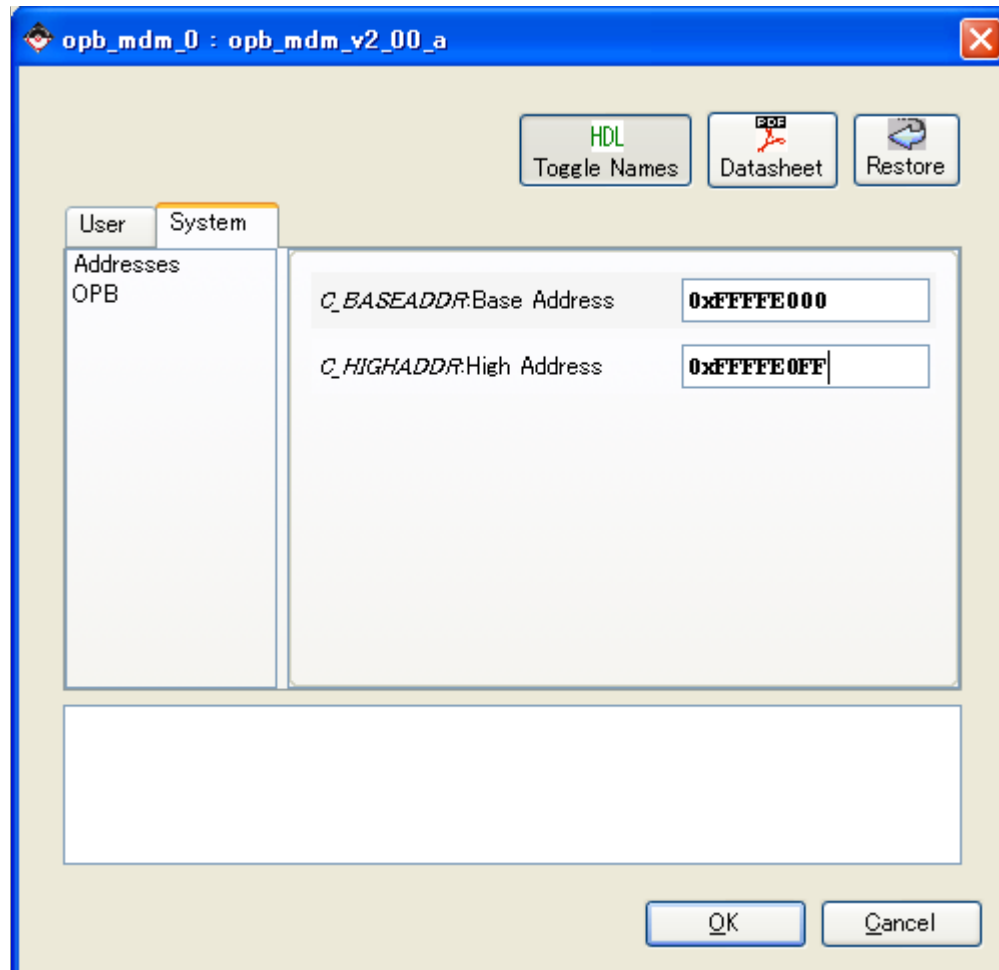 opb_mdm_0 : opb_mdm_v2_00_a
HDL
Toggle Names
PDF
Datasheet
Restore
User
System
Addresses
OPB
C_BASEADDR:Base Address
0xFFFFE000
C_HIGHADDR:High Address
0xFFFFE0FF
OK
Cancel